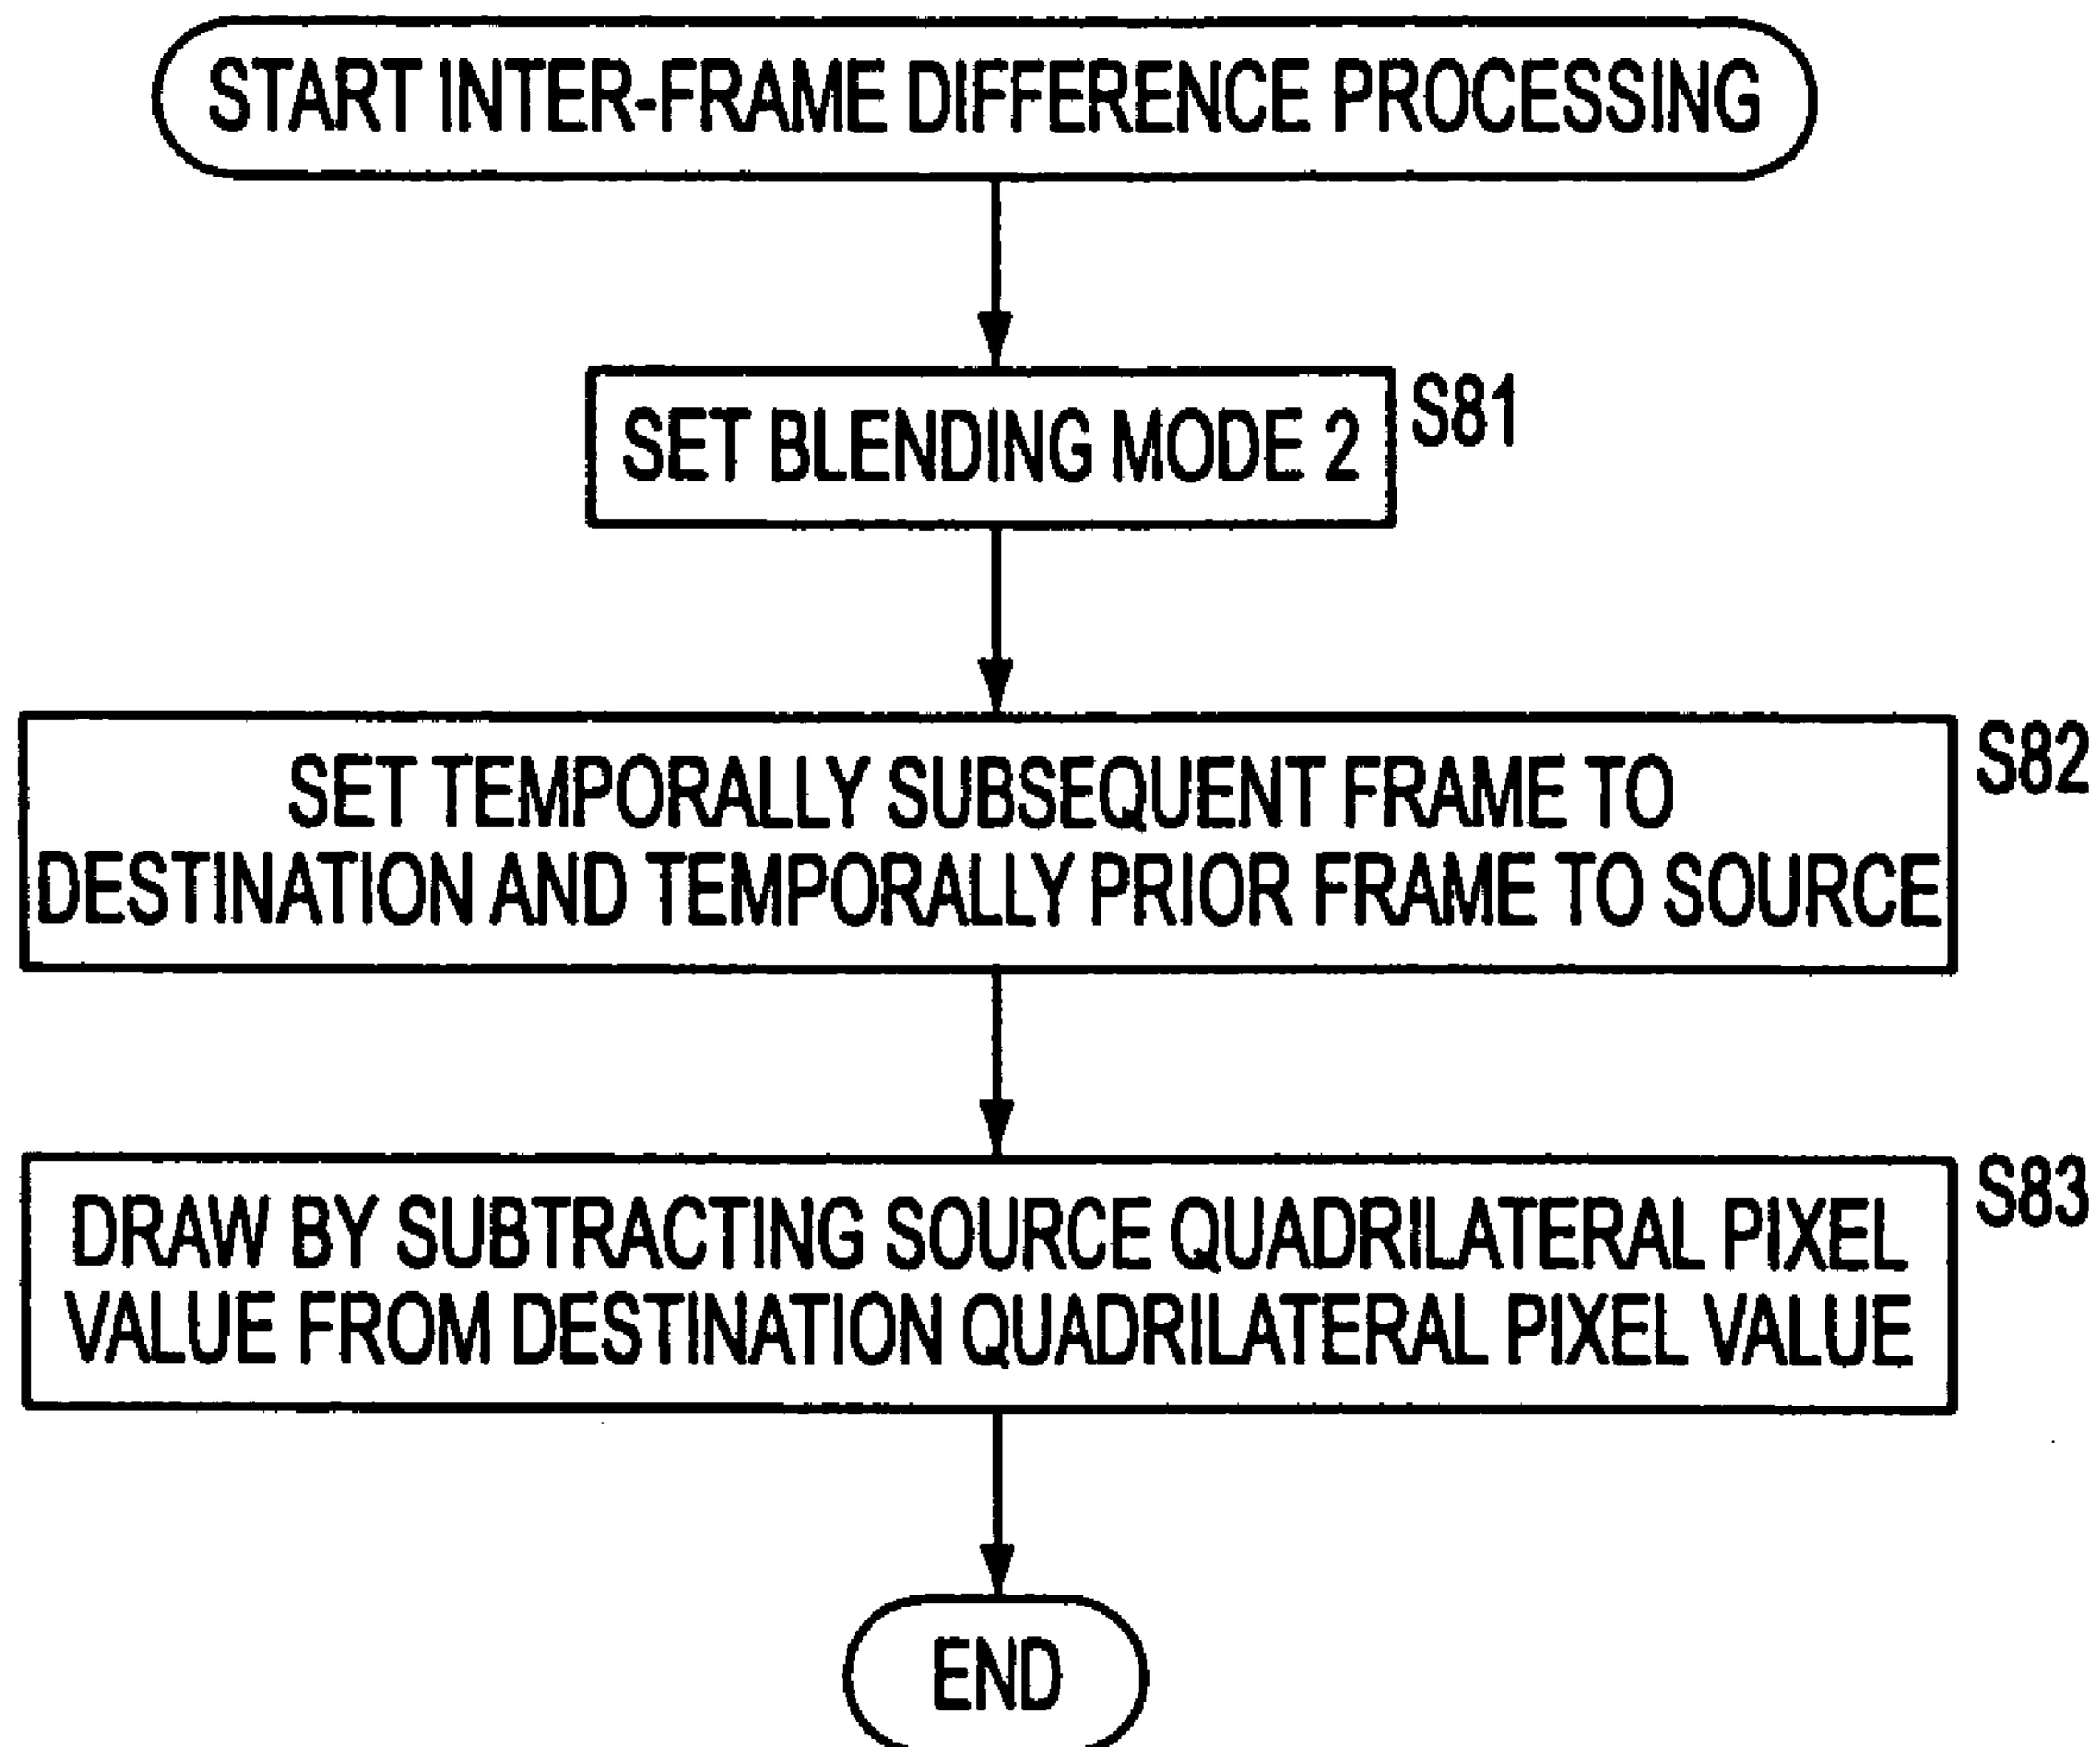 START INTER-FRAME DIFFERENCE PROCESSING
SET BLENDING MODE 2
S81
SET TEMPORALLY SUBSEQUENT FRAME TO
DESTINATION AND TEMPORALLY PRIOR FRAME TO SOURCE
S82
DRAW BY SUBTRACTING SOURCE QUADRILATERAL PIXEL
VALUE FROM DESTINATION QUADRILATERAL PIXEL VALUE
S83
END